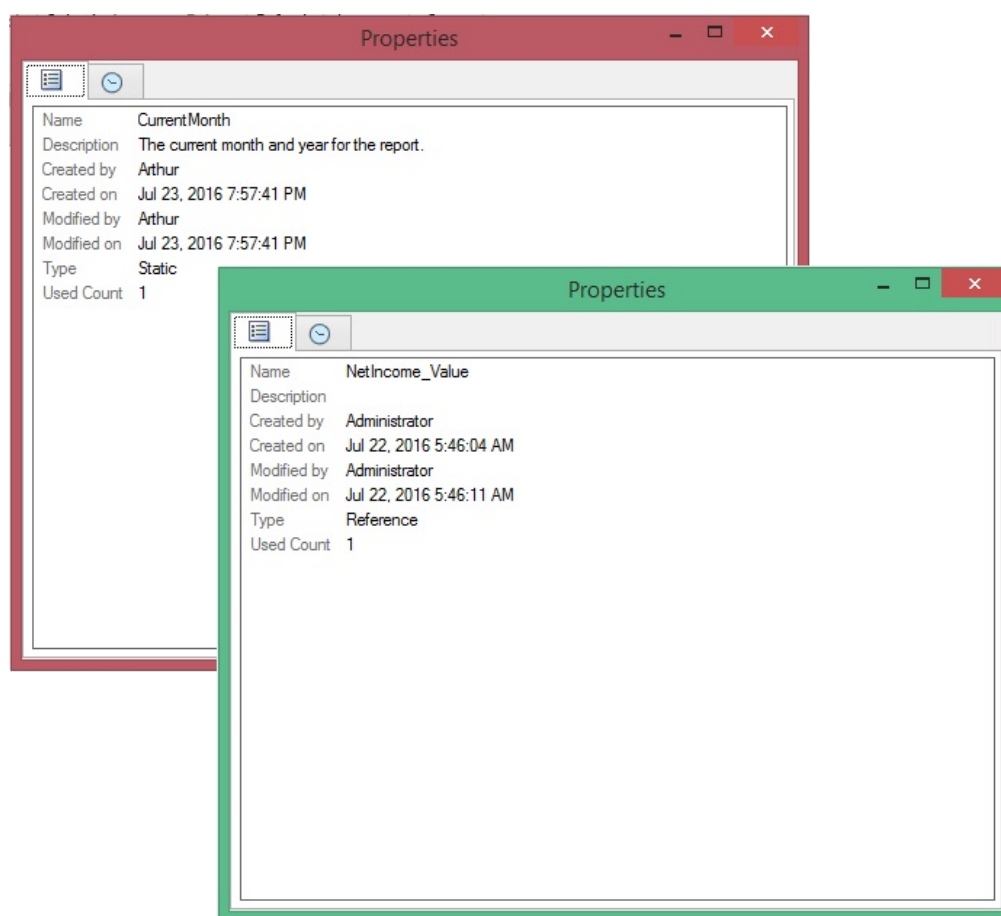 Properties
Name CurrentMonth
Description The current month and year for the report.
Created by Arthur
Created on Jul 23, 2016 7:57:41 PM
Modified by Arthur
Modified on Jul 23, 2016 7:57:41 PM
Type Static
Used Count 1
Properties
Name NetIncome_Value
Description
Created by Administrator
Created on Jul 22, 2016 5:46:04 AM
Modified by Administrator
Modified on Jul 22, 2016 5:46:11 AM
Type Reference
Used Count 1